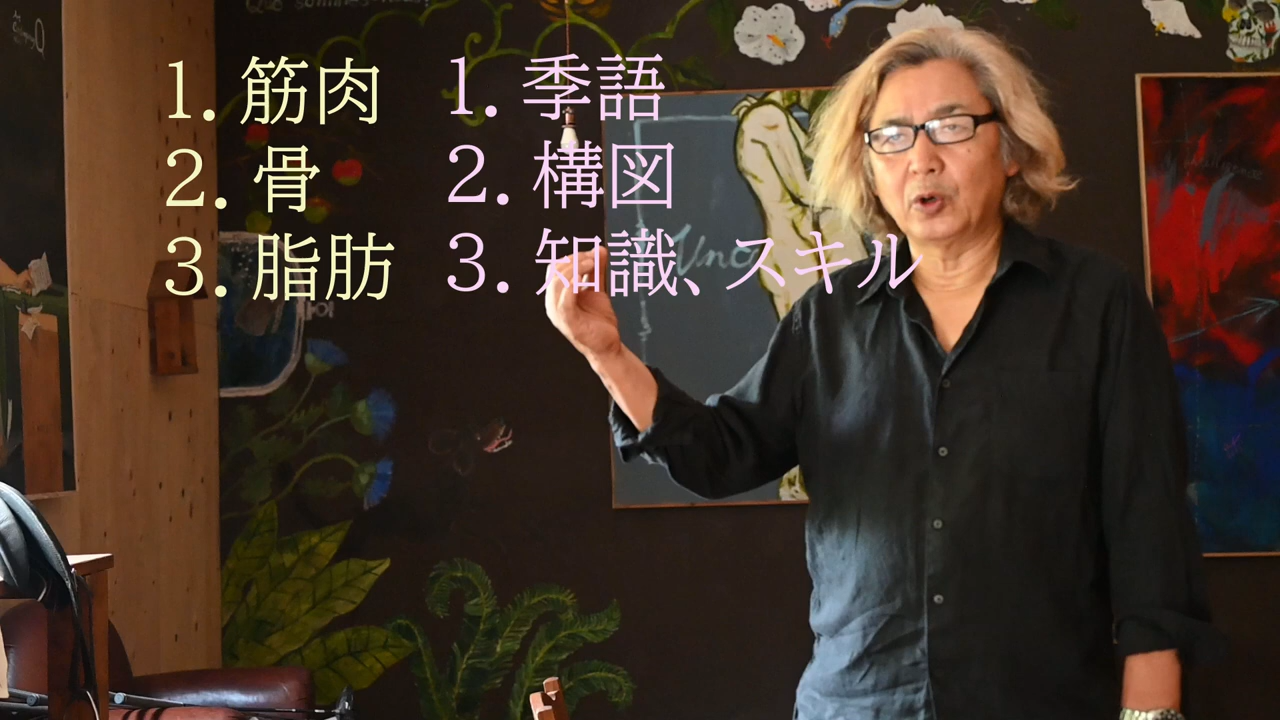 1. 筋肉
2. 骨
3. 脂肪
1. 季語
2. 構図
3. 知識、スキル